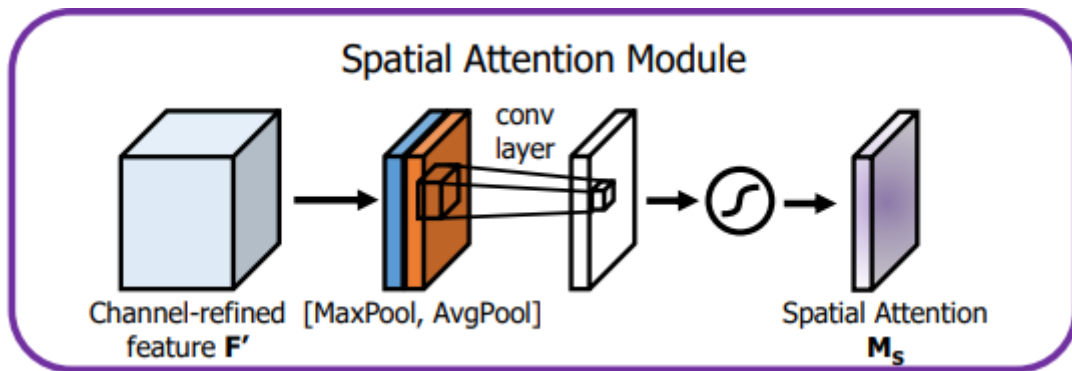 Spatial Attention Module
conv
layer
Channel-refined
feature F’
[MaxPool, AvgPool]
Spatial Attention
Ms